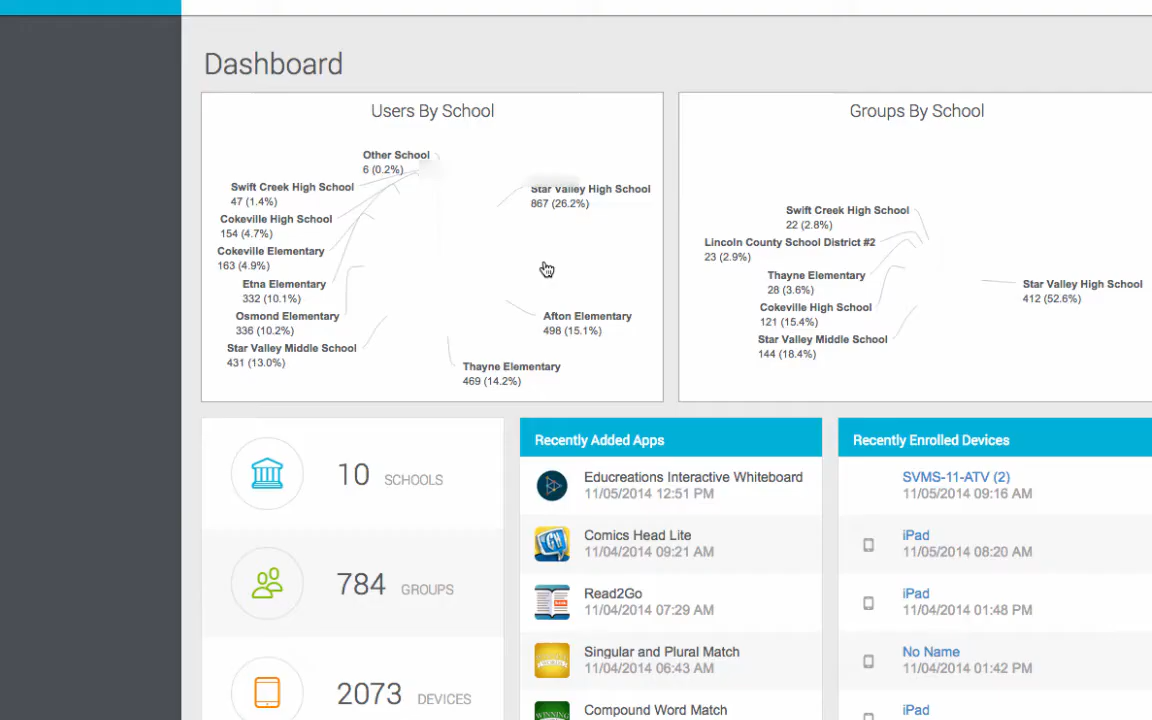 Dashboard
Users By School
Other School
6 (0.2%)
Swift Creek High School
47 (1.4%)
Cokeville High School
154 (4.7%)
Cokeville Elementary
163 (4.9%)
Etna Elementary
332 (10.1%)
Osmond Elementary
336 (10.2%)
Star Valley Middle School
431 (13.0%)
Star Valley High School
867 (26.2%)
Afton Elementary
498 (15.1%)
Thayne Elementary
469 (14.2%)
Groups By School
Swift Creek High School
22 (2.8%)
Lincoln County School District #2
23 (2.9%)
Thayne Elementary
28 (3.6%)
Cokeville High School
121 (15.4%)
Star Valley Middle School
144 (18.4%)
Star Valley High School
412 (52.6%)
10 SCHOOLS
784 GROUPS
2073 DEVICES
Recently Added Apps
Educreations Interactive Whiteboard
11/05/2014 12:51 PM
Comics Head Lite
11/04/2014 09:21 AM
Read2Go
11/04/2014 07:29 AM
Singular and Plural Match
11/04/2014 06:43 AM
Compound Word Match
Recently Enrolled Devices
SVMS-11-ATV (2)
11/05/2014 09:16 AM
iPad
11/05/2014 08:20 AM
iPad
11/04/2014 01:48 PM
No Name
11/04/2014 01:42 PM
iPad